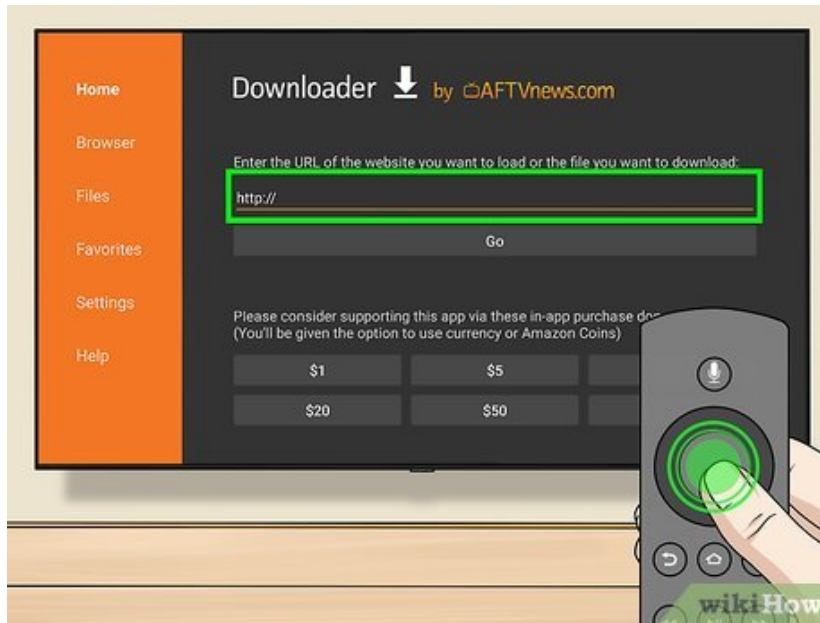 Home
Browser
Files
Favorites
Settings
Help
Downloader by AFTVnews.com
Enter the URL of the website you want to load or the file you want to download:
http://
Go
Please consider supporting this app via these in-app purchase
(You'll be given the option to use currency or Amazon Coins)
$1 $5
$20 $50
wikiHow